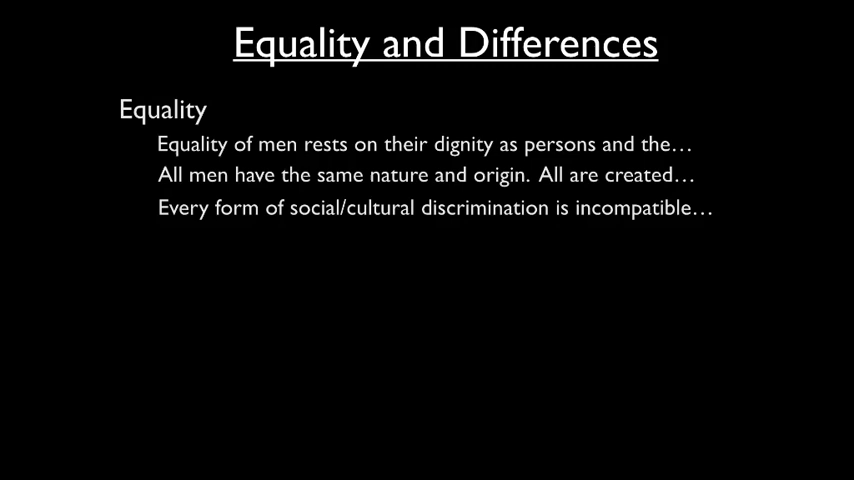 Equality and Differences
Equality
Equality of men rests on their dignity as persons and the…
All men have the same nature and origin. All are created…
Every form of social/cultural discrimination is incompatible…